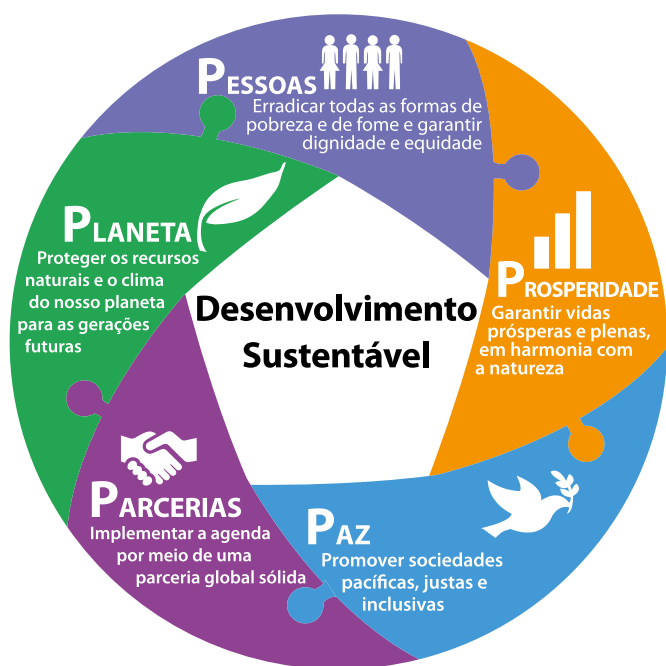 PESSOAS
Erradicar todas as formas de
pobreza e de fome e garantir
dignidade e equidade
PROSPERIDADE
Garantir vidas
prósperas e plenas,
em harmonia com
a natureza
PAZ
Promover sociedades
pacíficas, justas e
inclusivas
PARCERIAS
Implementar a agenda
por meio de uma
parceria global sólida
PLANETA
Proteger os recursos
naturais e o clima
do nosso planeta
para as gerações
futuras
Desenvolvimento
Sustentável